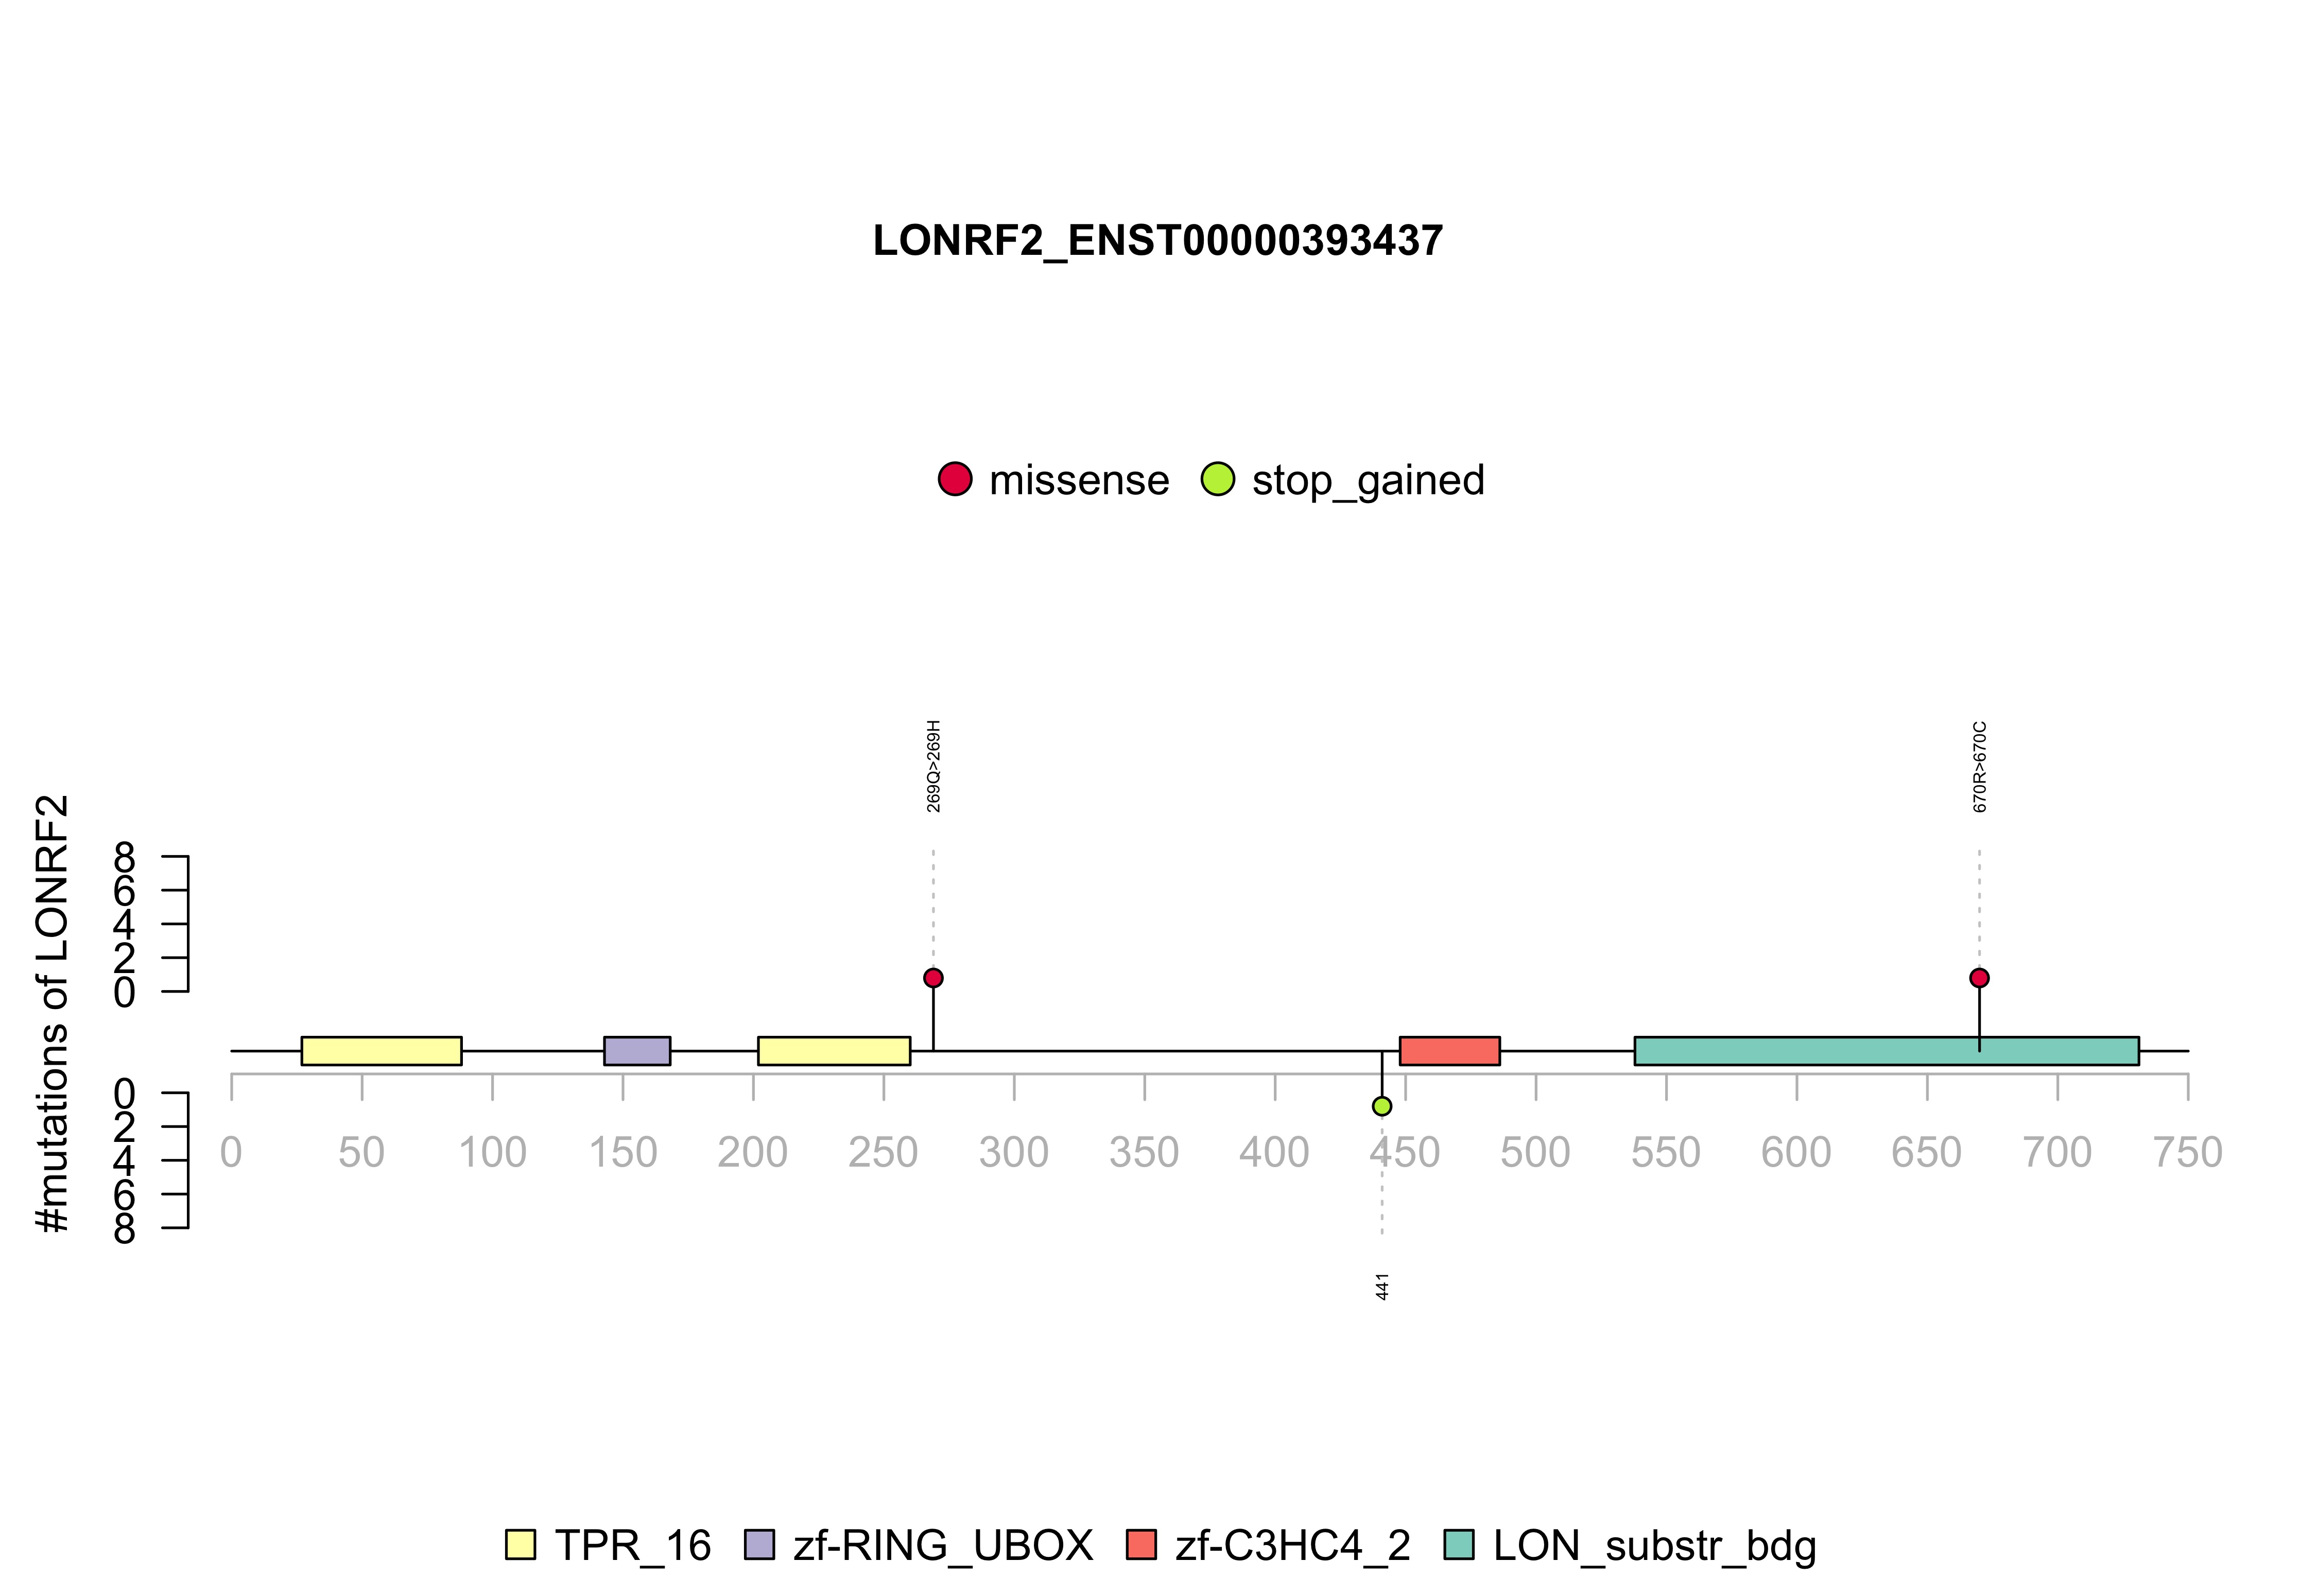 LONRF2_ENST00000393437
missense stop_gained
269Q>269H 670R>670C
#mutations of LONRF2
8
6
4
2
0
0
2
4
6
8
0 50 100 150 200 250 300 350 400 450 500 550 600 650 700 750
441
TPR_16 zf-RING_UBOX zf-C3HC4_2 LON_substr_bdg